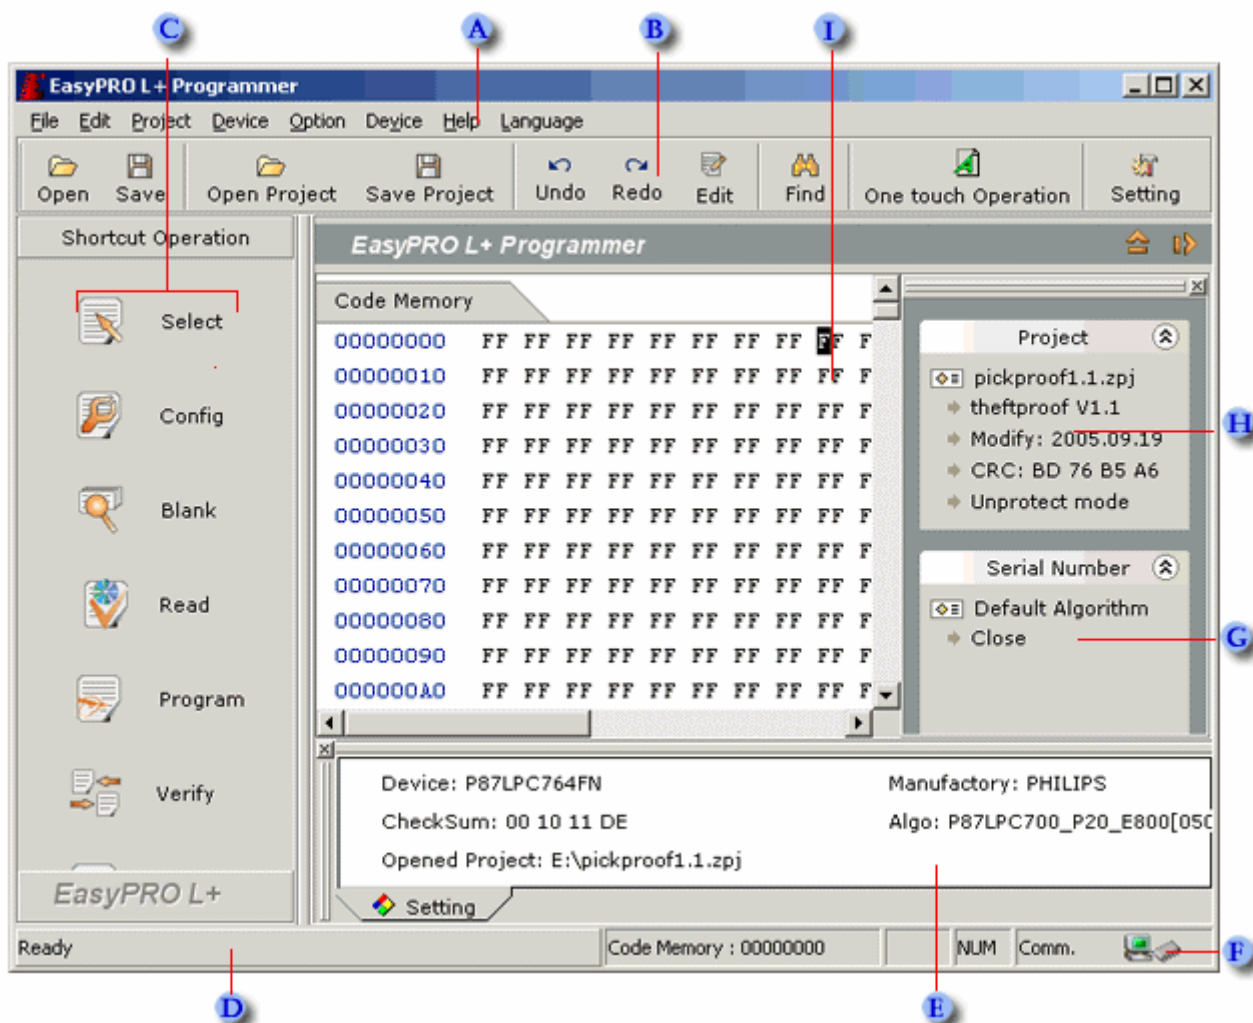 C A B I
EasyPRO L+ Programmer
File Edit Project Device Option Device Help Language
Open Save Open Project Save Project Undo Redo Edit Find One touch Operation Setting
Shortcut Operation
Select
Config
Blank
Read
Program
Verify
EasyPRO L+
EasyPRO L+ Programmer
Code Memory
00000000 FF FF FF FF FF FF FF FF FF F
00000010 FF FF FF FF FF FF FF FF FF F
00000020 FF FF FF FF FF FF FF FF FF F
00000030 FF FF FF FF FF FF FF FF FF F
00000040 FF FF FF FF FF FF FF FF FF F
00000050 FF FF FF FF FF FF FF FF FF F
00000060 FF FF FF FF FF FF FF FF FF F
00000070 FF FF FF FF FF FF FF FF FF F
00000080 FF FF FF FF FF FF FF FF FF F
00000090 FF FF FF FF FF FF FF FF FF F
000000A0 FF FF FF FF FF FF FF FF FF F
Project
pickproof1.1.zpj
theftproof V1.1
Modify: 2005.09.19
CRC: BD 76 B5 A6
Unprotect mode
H
Serial Number
Default Algorithm
Close
G
Device: P87LPC764FN Manufactory: PHILIPS
CheckSum: 00 10 11 DE Algo: P87LPC700_P20_E800[050
Opened Project: E:\pickproof1.1.zpj
Setting
Ready Code Memory : 00000000 NUM Comm.
F
D E